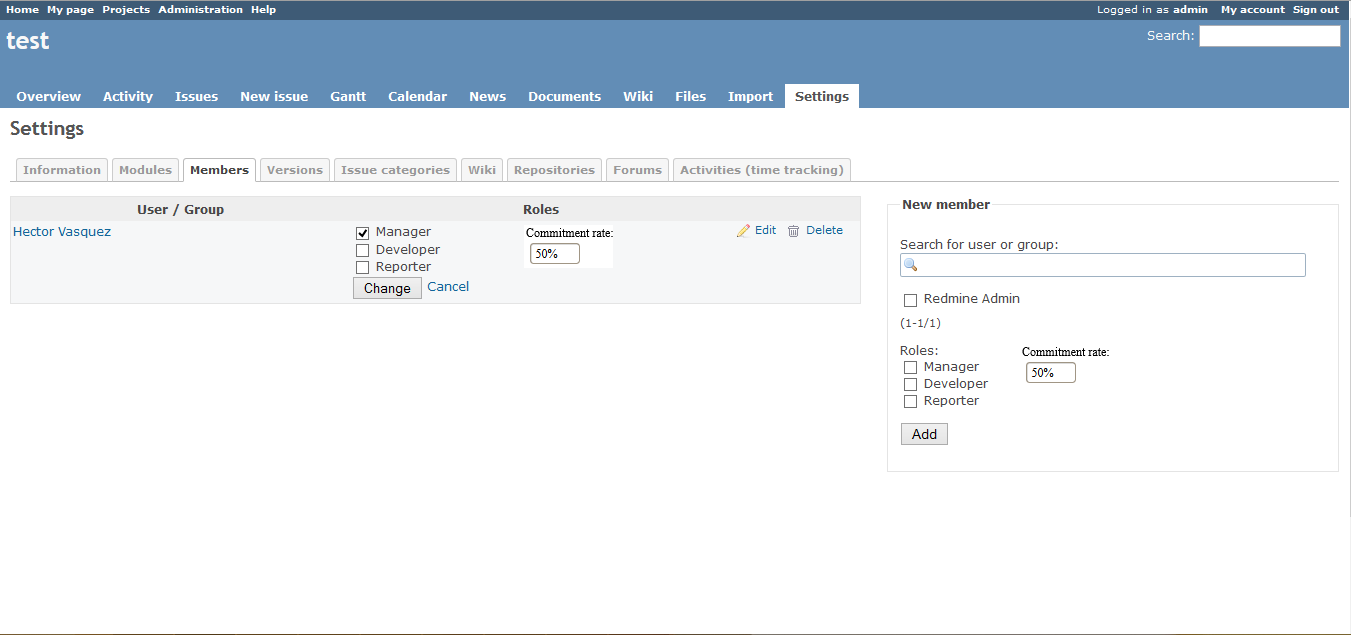 Home My page Projects Administration Help Logged in as admin My account Sign out
test
Search:
Overview Activity Issues New issue Gantt Calendar News Documents Wiki Files Import Settings
Settings
Information Modules Members Versions Issue categories Wiki Repositories Forums Activities (time tracking)
User / Group Roles
Hector Vasquez
Manager
Developer
Reporter
Change Cancel
Commitment rate:
50%
Edit Delete
New member
Search for user or group:
Redmine Admin
(1-1/1)
Roles:
Manager
Developer
Reporter
Commitment rate:
50%
Add